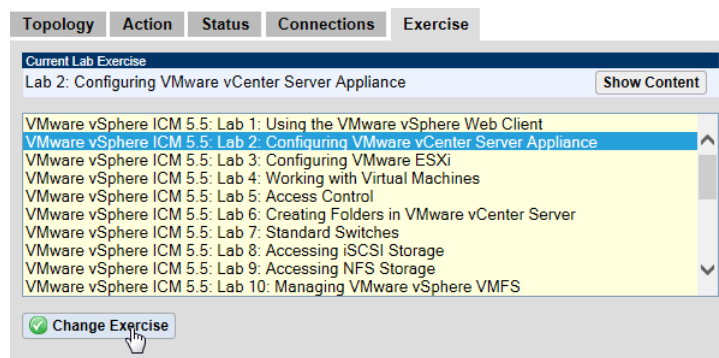 Topology Action Status Connections Exercise
Current Lab Exercise
Lab 2: Configuring VMware vCenter Server Appliance Show Content
VMware vSphere ICM 5.5: Lab 1: Using the VMware vSphere Web Client
VMware vSphere ICM 5.5: Lab 2: Configuring VMware vCenter Server Appliance
VMware vSphere ICM 5.5: Lab 3: Configuring VMware ESXi
VMware vSphere ICM 5.5: Lab 4: Working with Virtual Machines
VMware vSphere ICM 5.5: Lab 5: Access Control
VMware vSphere ICM 5.5: Lab 6: Creating Folders in VMware vCenter Server
VMware vSphere ICM 5.5: Lab 7: Standard Switches
VMware vSphere ICM 5.5: Lab 8: Accessing iSCSI Storage
VMware vSphere ICM 5.5: Lab 9: Accessing NFS Storage
VMware vSphere ICM 5.5: Lab 10: Managing VMware vSphere VMFS
Change Exercise